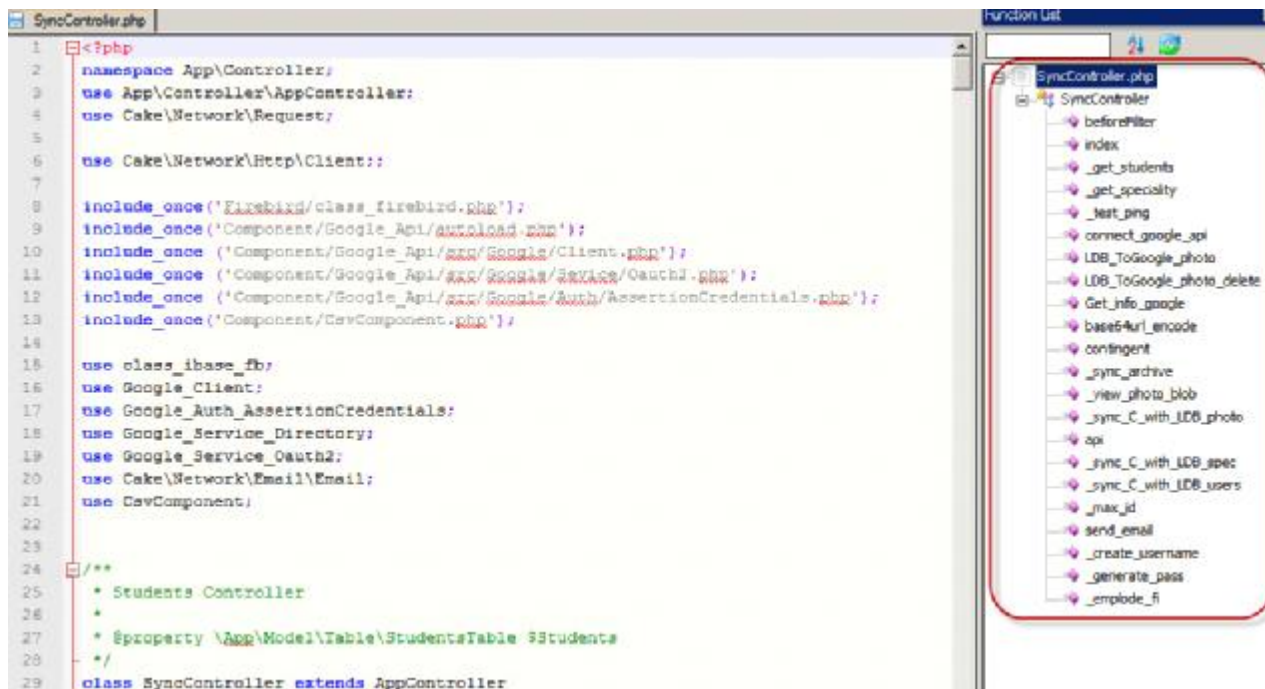 SyncController.php
1 <?php
2 namespace App\Controller;
3 use App\Controller\AppController;
4 use Cake\Network\Request;
5
6 use Cake\Network\Http\Client;;
7
8 include_once('Firebird/class_firebird.php');
9 include_once('Component/Google_Api/autoload.php');
10 include_once ('Component/Google_Api/src/Google/Client.php');
11 include_once ('Component/Google_Api/src/Google/Sevice/Oauth2.php');
12 include_once ('Component/Google_Api/src/Google/Auth/AssertionCredentials.php');
13 include_once('Component/CsvComponent.php');
14
15 use class_ibase_fb;
16 use Google_Client;
17 use Google_Auth_AssertionCredentials;
18 use Google_Service_Directory;
19 use Google_Service_Oauth2;
20 use Cake\Network\Email\Email;
21 use CsvComponent;
22
23
24 /**
25 * Students Controller
26 *
27 * @property \App\Model\Table\StudentsTable $Students
28 */
29 class SyncController extends AppController
Function List
SyncController.php
SyncController
beforeFilter
index
_get_students
_get_speciality
_test_ping
connect_google_api
LDB_ToGoogle_photo
LDB_ToGoogle_photo_delete
Get_info_google
base64url_encode
contingent
_sync_archive
_view_photo_blob
_sync_C_with_LDB_photo
api
_sync_C_with_LDB_spec
_sync_C_with_LDB_users
_max_id
send_email
_create_username
_generate_pass
_emplode_fi